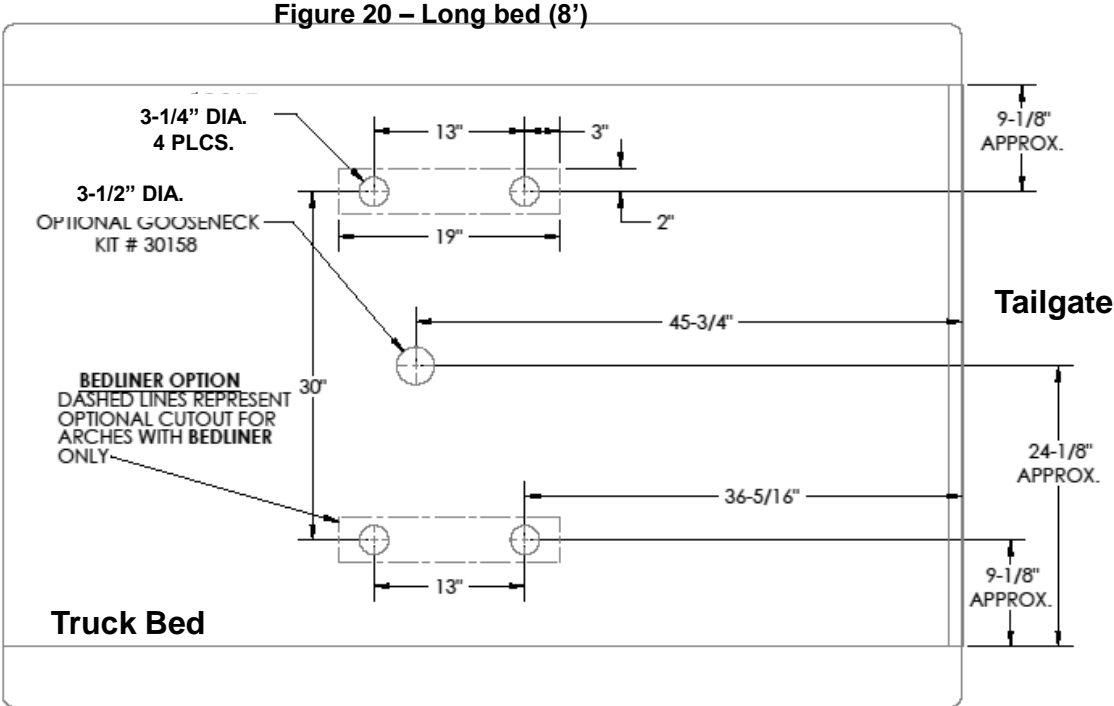 Figure 20 – Long bed (8’)
3-1/4” DIA.
4 PLCS.
13"
3"
9-1/8"
APPROX.
3-1/2” DIA.
OPTIONAL GOOSENECK
KIT # 30158
19"
2"
45-3/4"
Tailgate
30"
BEDLINER OPTION
DASHED LINES REPRESENT
OPTIONAL CUTOUT FOR
ARCHES WITH BEDLINER
ONLY
24-1/8"
APPROX.
36-5/16"
13"
9-1/8"
APPROX.
Truck Bed